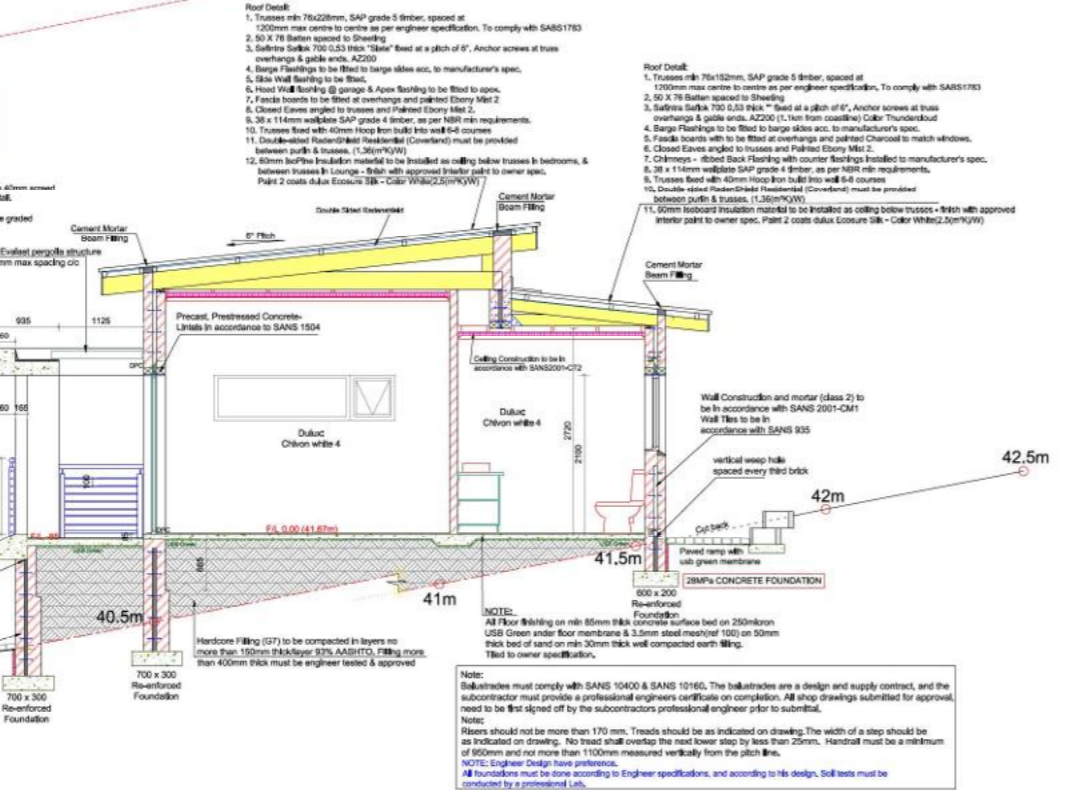 Roof Detail:
1. Trusses min 76x228mm, SAP grade 5 timber, spaced at
1200mm max centre to centre as per engineer specification. To comply with SABS1783
2. 50 X 76 Batten spaced to Sheeting
3. Safintra Saflok 700 0,53 thick "Slate" fixed at a pitch of 6°, Anchor screws at truss
overhangs & gable ends. AZ200
4. Barge Flashings to be fitted to barge sides acc. to manufacturer's spec.
5. Side Wall flashing to be fitted.
6. Head Wall flashing @ garage & Apex flashing to be fitted to apex.
7. Fascia boards to be fitted at overhangs and painted Ebony Mist 2
8. Closed Eaves angled to trusses and Painted Ebony Mist 2.
9. 38 x 114mm wallplate SAP grade 4 timber, as per NBR min requirements.
10. Trusses fixed with 40mm Hoop Iron build into wall 6-8 courses
11. Double-sided RadenShield Residential (Coverland) must be provided
between purlin & trusses. (1,36(m²K)/W)
12. 60mm IsoPine insulation material to be installed as ceiling below trusses in bedrooms, &
between trusses in Lounge - finish with approved interior paint to owner spec.
Paint 2 coats dulux Ecosure Silk - Color White(2,5(m²K)/W)
Roof Detail:
1. Trusses min 76x152mm, SAP grade 5 timber, spaced at
1200mm max centre to centre as per engineer specification. To comply with SABS1783
2. 50 X 76 Batten spaced to Sheeting
3. Safintra Saflok 700 0,53 thick "" fixed at a pitch of 6°, Anchor screws at truss
overhangs & gable ends. AZ200 (1.1km from coastline) Color Thundercloud
4. Barge Flashings to be fitted to barge sides acc. to manufacturer's spec.
5. Fascia boards with to be fitted at overhangs and painted Charcoal to match windows.
6. Closed Eaves angled to trusses and Painted Ebony Mist 2.
7. Chimneys - ribbed Back Flashing with counter flashings installed to manufacturer's spec.
8. 38 x 114mm wallplate SAP grade 4 timber, as per NBR min requirements.
9. Trusses fixed with 40mm Hoop Iron build into wall 6-8 courses
10. Double-sided RadenShield Residential (Coverland) must be provided
between purlin & trusses. (1,36(m²K)/W)
11. 60mm Isoboard insulation material to be installed as ceiling below trusses - finish with approved
interior paint to owner spec. Paint 2 coats dulux Ecosure Silk - Color White(2,5(m²K)/W)
40mm screed
e graded
Double Sided Radenshield
Cement Mortar
Beam Filling
6° Pitch
Cement Mortar
Beam Filling
Evalast pergola structure
mm max spacing c/c
Cement Mortar
Beam Filling
935
1125
Precast, Prestressed Concrete-
Lintels in accordance to SANS 1504
DPC
Ceiling Construction to be in
accordance with SANS2001-CT2
Wall Construction and mortar (class 2) to
be in accordance with SANS 2001-CM1
Wall Ties to be in
accordance with SANS 935
166
Dulux:
Chivon white 4
Dulux:
Chivon white 4
2720
2100
vertical weep hole
spaced every third brick
42.5m
42m
100
F/L -85
85
DPC
F/L 0.00 (41.67m)
Cut back
USB Green
USB Green
USB Green
41.5m
Paved ramp with
usb green membrane
665
28MPa CONCRETE FOUNDATION
41m
600 x 200
Re-enforced
Foundation
40.5m
NOTE:
All Floor finishing on min 85mm thick concrete surface bed on 250micron
USB Green under floor membrane & 3.5mm steel mesh(ref 100) on 50mm
thick bed of sand on min 30mm thick well compacted earth filling.
Tiled to owner specification.
Hardcore Filling (G7) to be compacted in layers no
more than 150mm thick/layer 93% AASHTO, Filling more
than 400mm thick must be engineer tested & approved
700 x 300
Re-enforced
Foundation
700 x 300
Re-enforced
Foundation
Note:
Balustrades must comply with SANS 10400 & SANS 10160. The balustrades are a design and supply contract, and the
subcontractor must provide a professional engineers certificate on completion. All shop drawings submitted for approval,
need to be first signed off by the subcontractors professional engineer prior to submittal.
Note:
Risers should not be more than 170 mm. Treads should be as indicated on drawing.The width of a step should be
as indicated on drawing. No tread shall overlap the next lower step by less than 25mm. Handrail must be a minimum
of 950mm and not more than 1100mm measured vertically from the pitch line.
NOTE: Engineer Design have preference.
All foundations must be done according to Engineer specifications, and according to his design. Soil tests must be
conducted by a professional Lab.